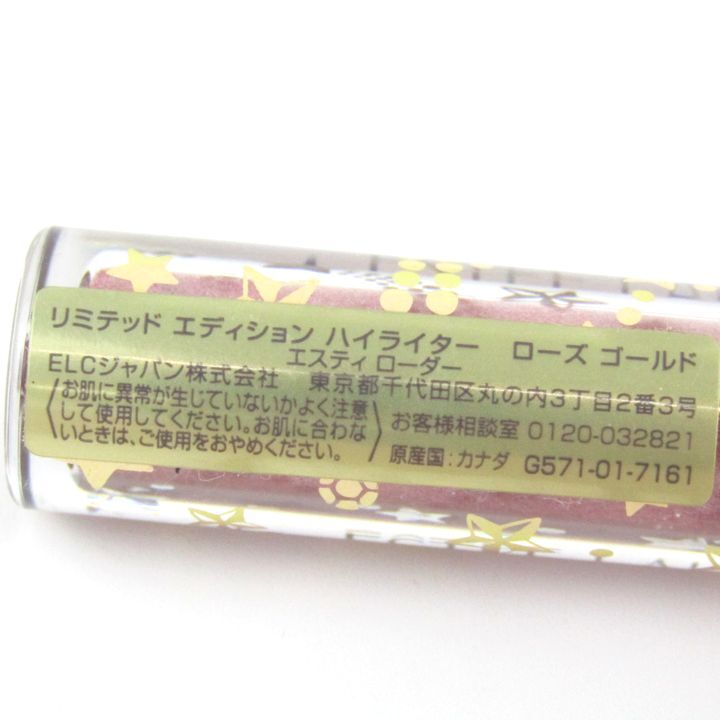 リミテッド エディション ハイライター ローズ ゴールド
エスティ ローダー
ELCジャパン株式会社 東京都千代田区丸の内3丁目2番3号
お肌に異常が生じていないかよく注意
して使用してください。お肌に合わな
いときは、ご使用をおやめください。
お客様相談室 0120-032821
原産国:カナダ G571-01-7161